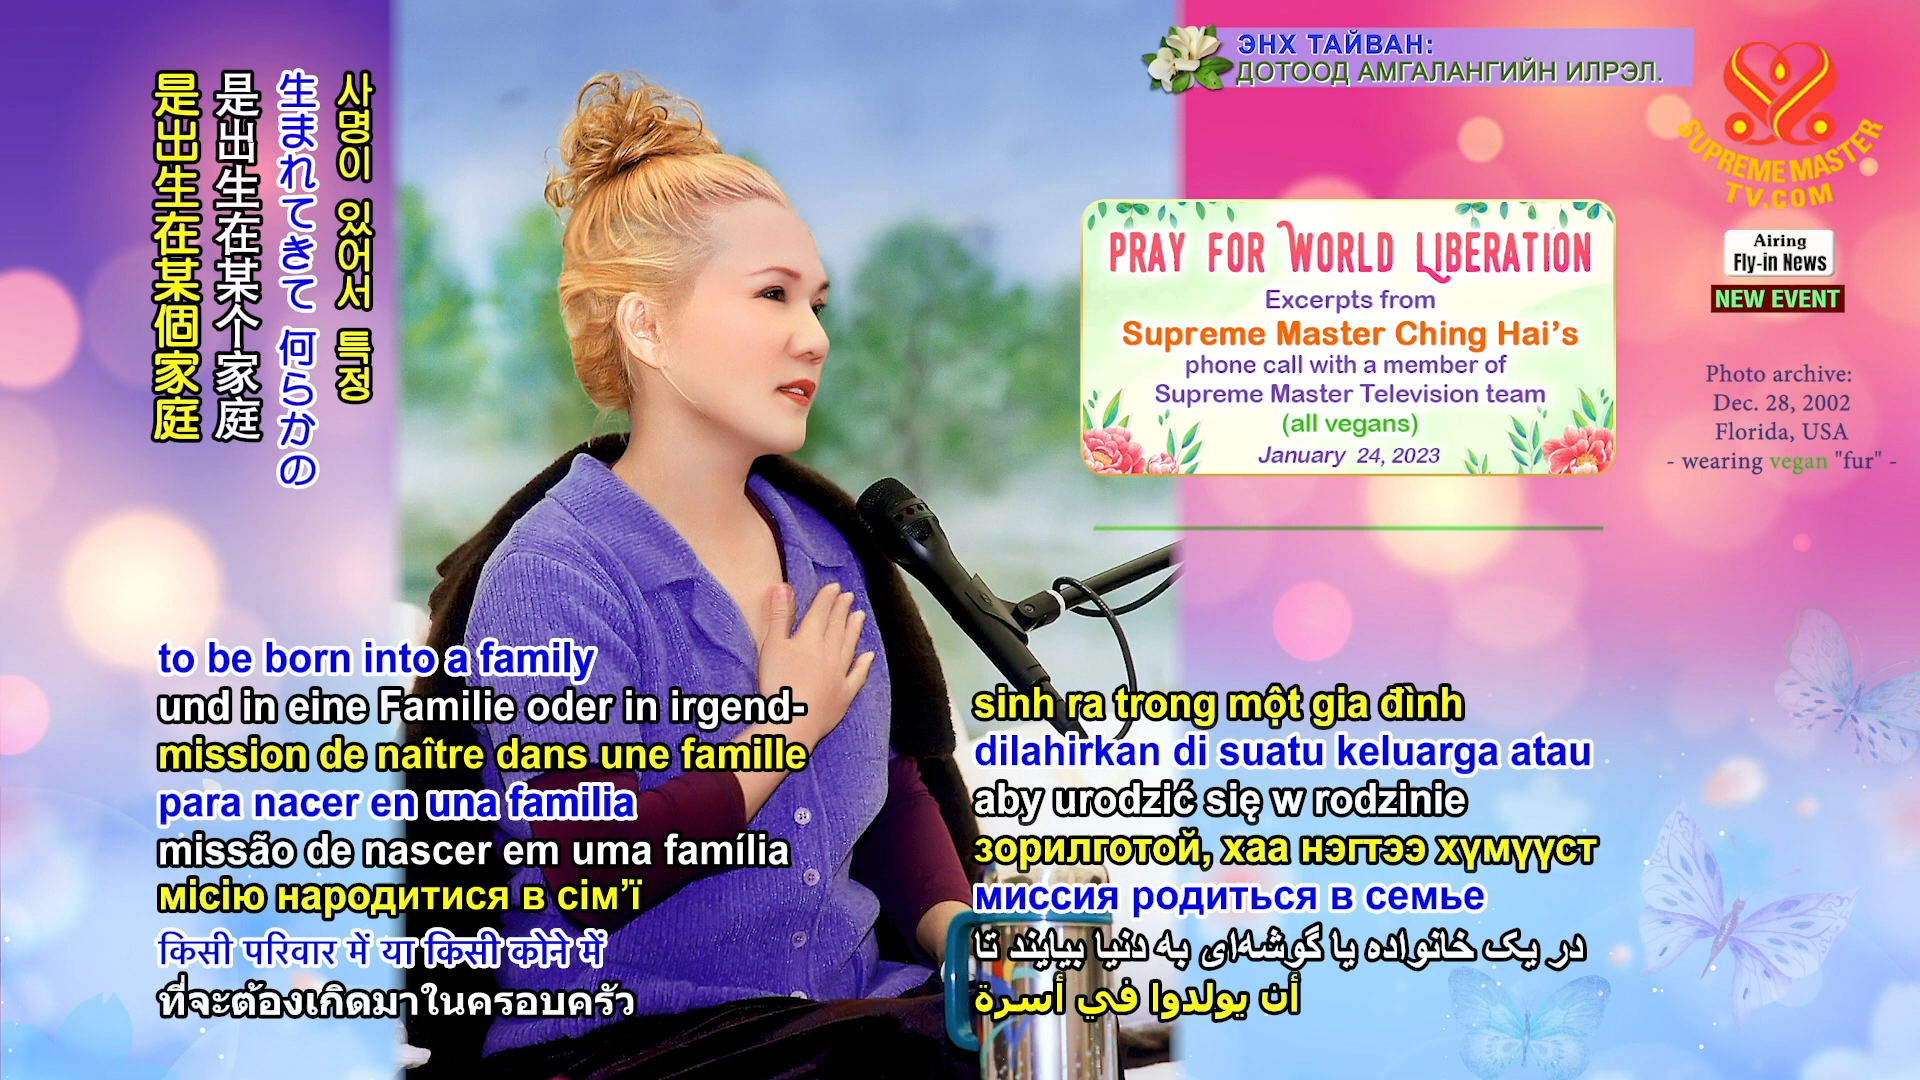 사명이 있어서 특정
生まれてきて 何らかの
是出生在某个家庭
是出生在某個家庭
ЭНХ ТАЙВАН:
ДОТООД АМГАЛАНГИЙН ИЛРЭЛ.
SUPREME MASTER
TV.COM
Airing
Fly-in News
NEW EVENT
PRAY FOR WORLD LIBERATION
Excerpts from
Supreme Master Ching Hai's
phone call with a member of
Supreme Master Television team
(all vegans)
January 24, 2023
Photo archive:
Dec. 28, 2002
Florida, USA
- wearing vegan "fur" -
to be born into a family
und in eine Familie oder in irgend-
mission de naître dans une famille
para nacer en una familia
missão de nascer em uma família
місію народитися в сім’ї
किसी परिवार में या किसी कोने में
ที่จะต้องเกิดมาในครอบครัว
sinh ra trong một gia đình
dilahirkan di suatu keluarga atau
aby urodzić się w rodzinie
зорилготой, хаа нэгтээ хүмүүст
миссия родиться в семье
در یک خانواده یا گوشه‌ای به دنیا بیایند تا
أن يولدوا في أسرة